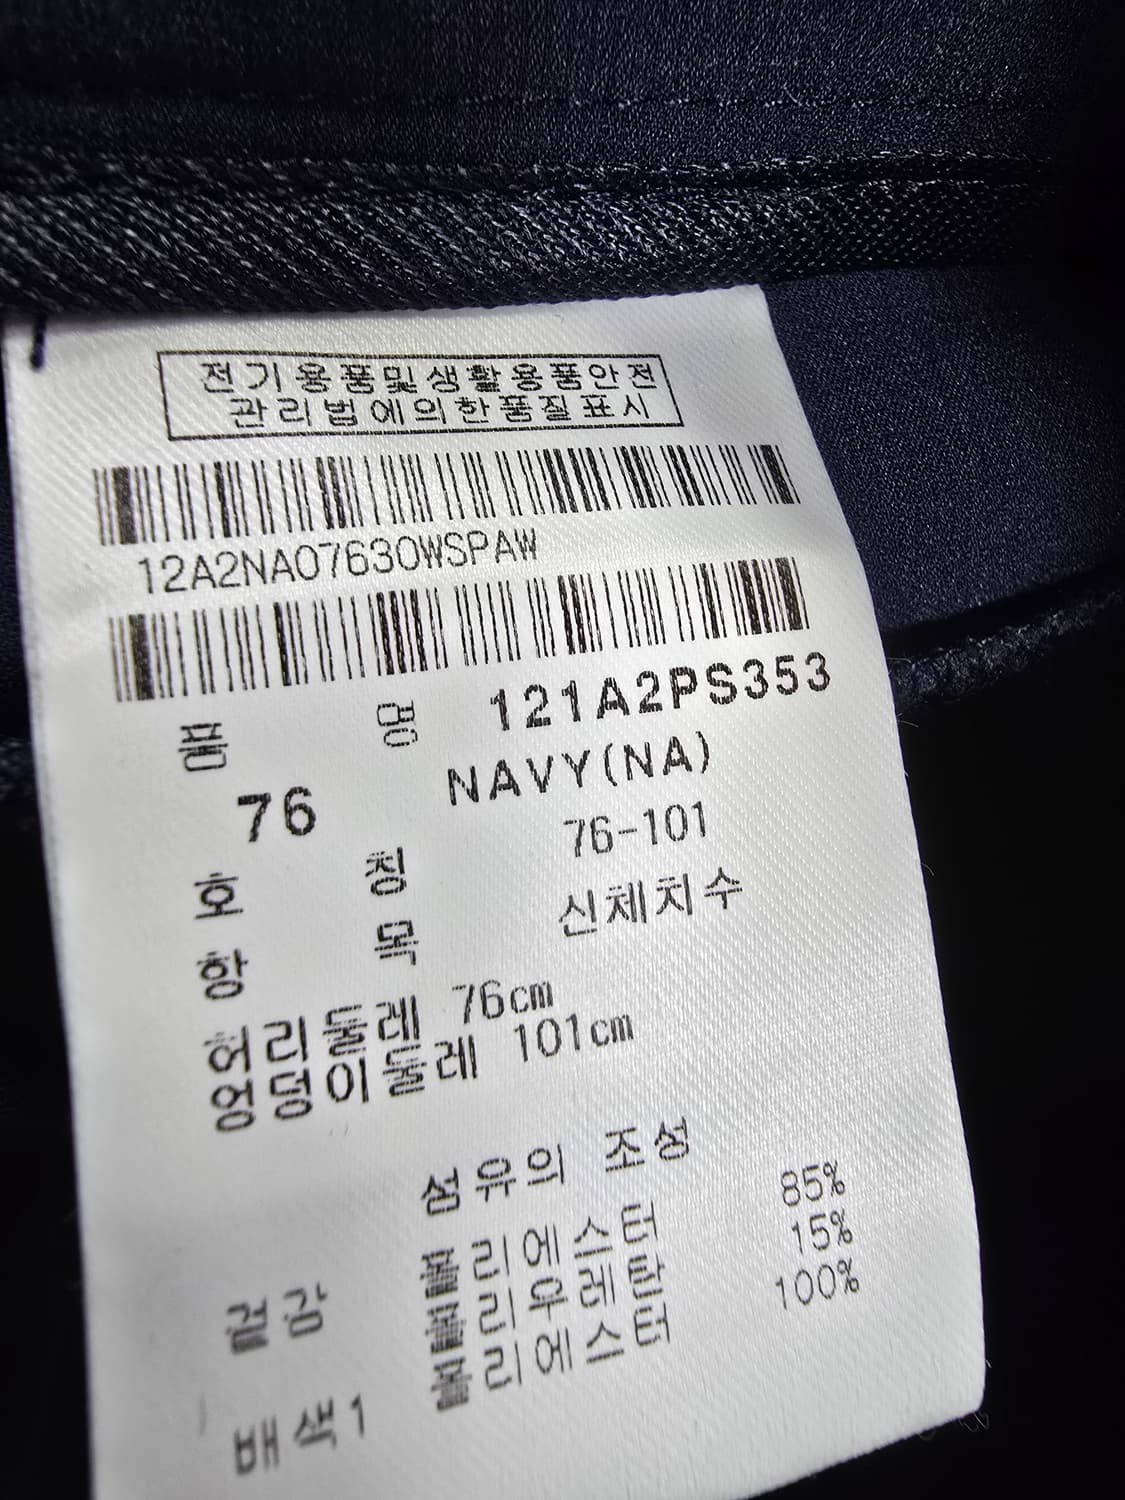 전기용품및생활용품안전
관리법에의한품질표시
12A2NA07630WSPAW
품 명 121A2PS353
76 NAVY(NA)
호 칭 76-101
항 목 신체치수
허리둘레 76cm
엉덩이둘레 101cm
섬유의 조성
겉감 폴리에스터 85%
폴리우레탄 15%
배색1 폴리에스터 100%